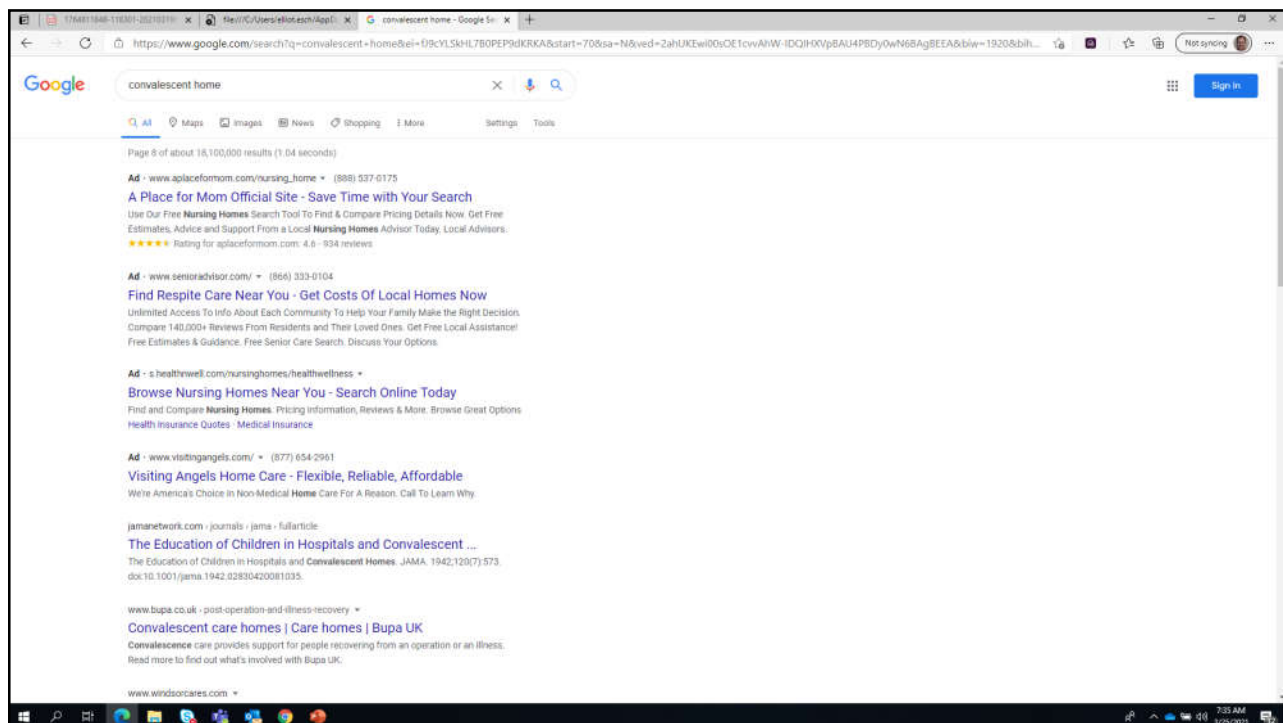 1764811646-118301-20210319
file:///C:/Users/elliot.esch/AppD
convalescent home - Google Se
https://www.google.com/search?q=convalescent+home&ei=
Not syncing
Google
convalescent home
Sign in
All Maps Images News Shopping More Settings Tools
Page 8 of about 18,100,000 results (1.04 seconds)
Ad · www.aplaceformom.com/nursing_home (888) 537-0175
A Place for Mom Official Site - Save Time with Your Search
Use Our Free Nursing Homes Search Tool To Find & Compare Pricing Details Now. Get Free
Estimates, Advice and Support From a Local Nursing Homes Advisor Today. Local Advisors.
Rating for aplaceformom.com: 4.6 - 934 reviews
Ad · www.senioradvisor.com/ (866) 333-0104
Find Respite Care Near You - Get Costs Of Local Homes Now
Unlimited Access To Info About Each Community To Help Your Family Make the Right Decision.
Compare 140,000+ Reviews From Residents and Their Loved Ones. Get Free Local Assistance!
Free Estimates & Guidance. Free Senior Care Search. Discuss Your Options.
Ad · s.healthnwell.com/nursinghomes/healthwellness
Browse Nursing Homes Near You - Search Online Today
Find and Compare Nursing Homes. Pricing Information, Reviews & More. Browse Great Options
Health Insurance Quotes · Medical Insurance
Ad · www.visitingangels.com/ (877) 654-2961
Visiting Angels Home Care - Flexible, Reliable, Affordable
We're America's Choice In Non-Medical Home Care For A Reason. Call To Learn Why.
jamanetwork.com › journals › jama › fullarticle
The Education of Children in Hospitals and Convalescent ...
The Education of Children in Hospitals and Convalescent Homes. JAMA. 1942;120(7):573.
doi:10.1001/jama.1942.02830420081035.
www.bupa.co.uk › post-operation-and-illness-recovery
Convalescent care homes | Care homes | Bupa UK
Convalescence care provides support for people recovering from an operation or an illness.
Read more to find out what's involved with Bupa UK.
www.windsorcares.com
7:35 AM
3/25/2021